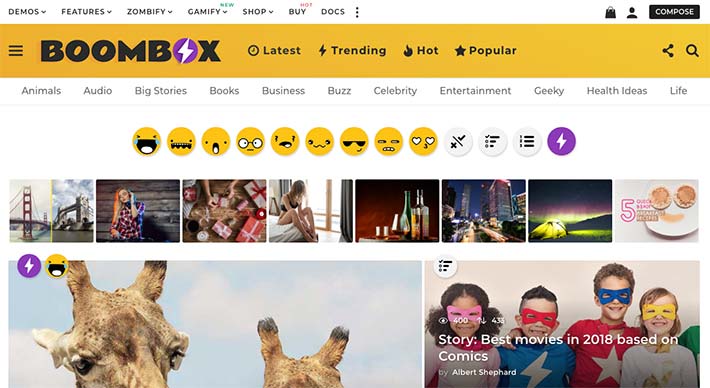 DEMOS FEATURES ZOMBIFY GAMIFY NEW SHOP BUY HOT DOCS COMPOSE
BOOMBOX Latest Trending Hot Popular
Animals Audio Big Stories Books Business Buzz Celebrity Entertainment Geeky Health Ideas Life
5 QUICK & EASY
BREAKFAST
RECIPES
400 433
Story: Best movies in 2018 based on
Comics
by Albert Shephard